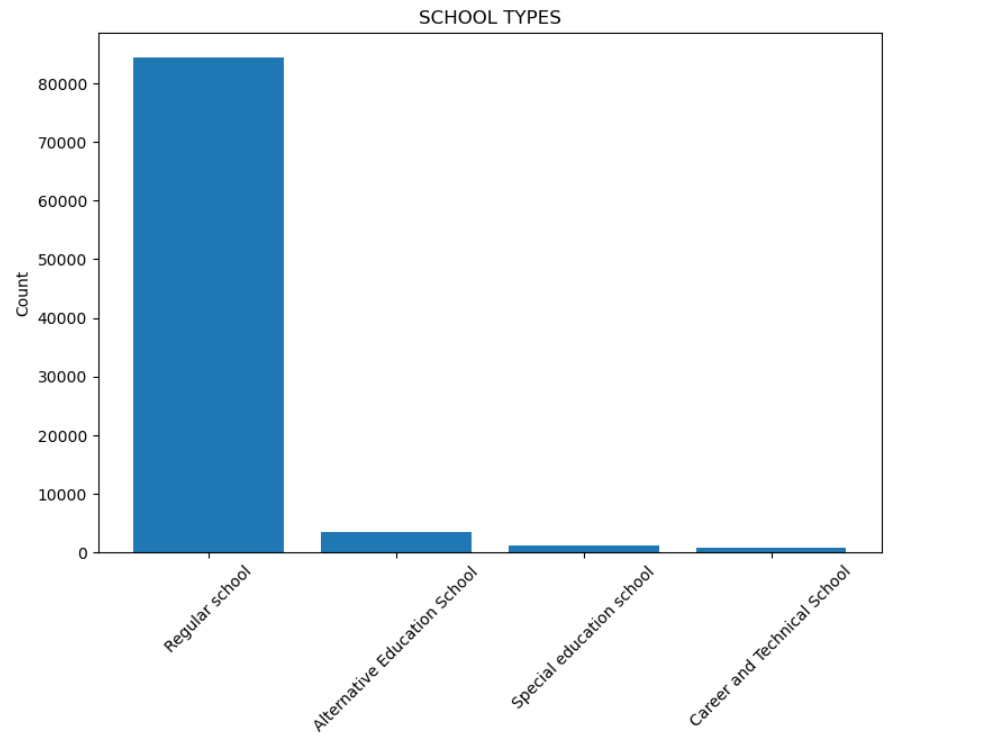 SCHOOL TYPES
Count
80000
70000
60000
50000
40000
30000
20000
10000
0
Regular school
Alternative Education School
Special education school
Career and Technical School